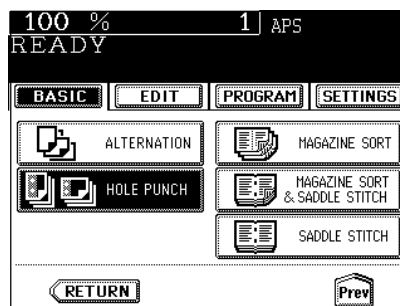 100 % 1 APS
READY
BASIC EDIT PROGRAM SETTINGS
ALTERNATION
MAGAZINE SORT
HOLE PUNCH
MAGAZINE SORT
& SADDLE STITCH
SADDLE STITCH
RETURN
Prev